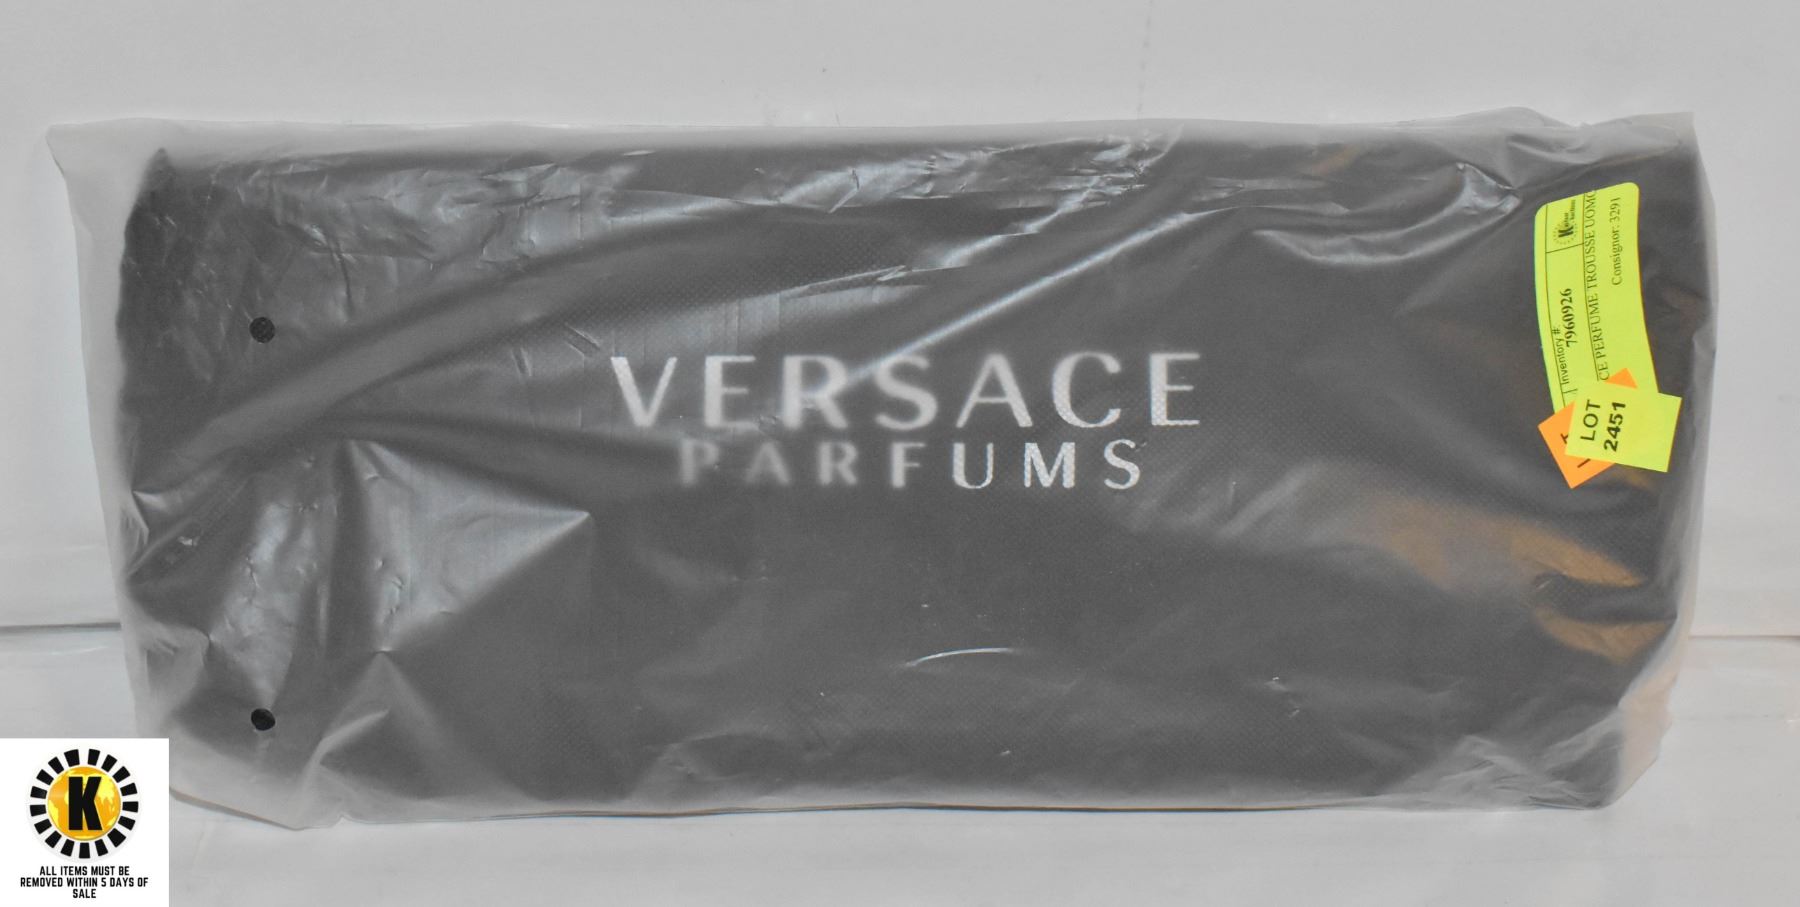 VERSACE
PARFUMS
Inventory #
7960926
CE PERFUME TROUSSE UOMO
Consignor: 3291
LOT
2451
K
ALL ITEMS MUST BE
REMOVED WITHIN 5 DAYS OF
SALE